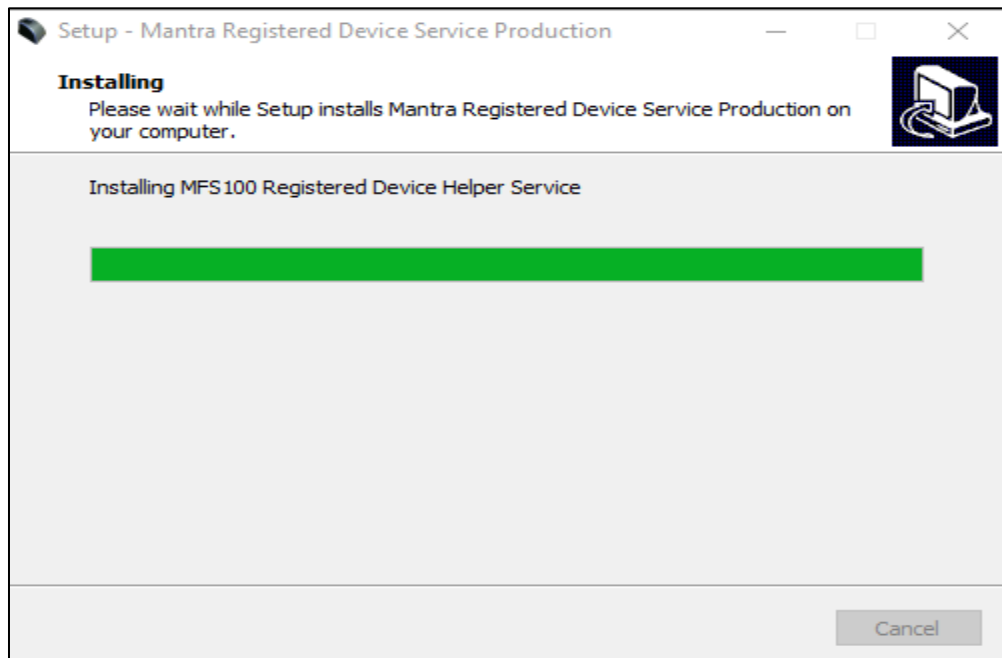 Setup - Mantra Registered Device Service Production
Installing
Please wait while Setup installs Mantra Registered Device Service Production on
your computer.
Installing MFS100 Registered Device Helper Service
Cancel